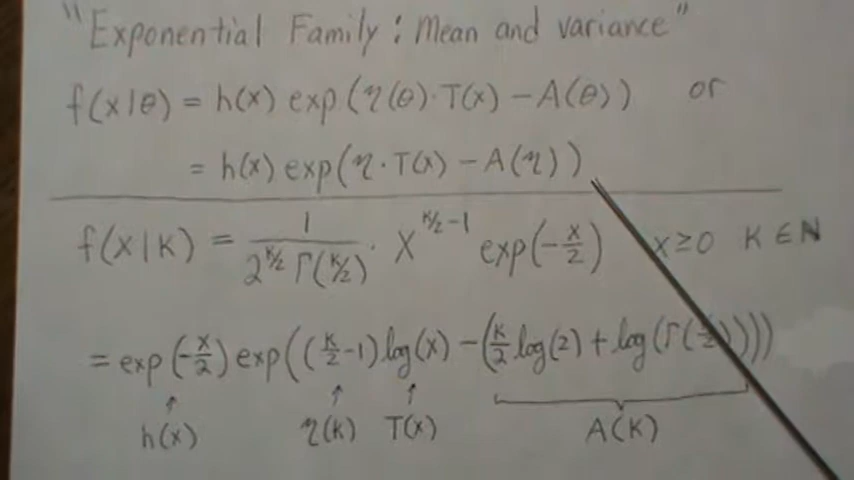 "Exponential Family: Mean and variance"
f(x|θ) = h(x) exp(η(θ)·T(x) − A(θ)) or
= h(x) exp(η·T(x) − A(η))
f(x|k) = 1 / (2^{k/2} Γ(k/2)) · x^{k/2−1} exp(−x/2) x ≥ 0 k ∈ N
= exp(−x/2) exp((k/2−1) log(x) − (k/2 log(2) + log(Γ(k/2))))
↑ ↑ ↑
h(x) η(k) T(x) A(k)